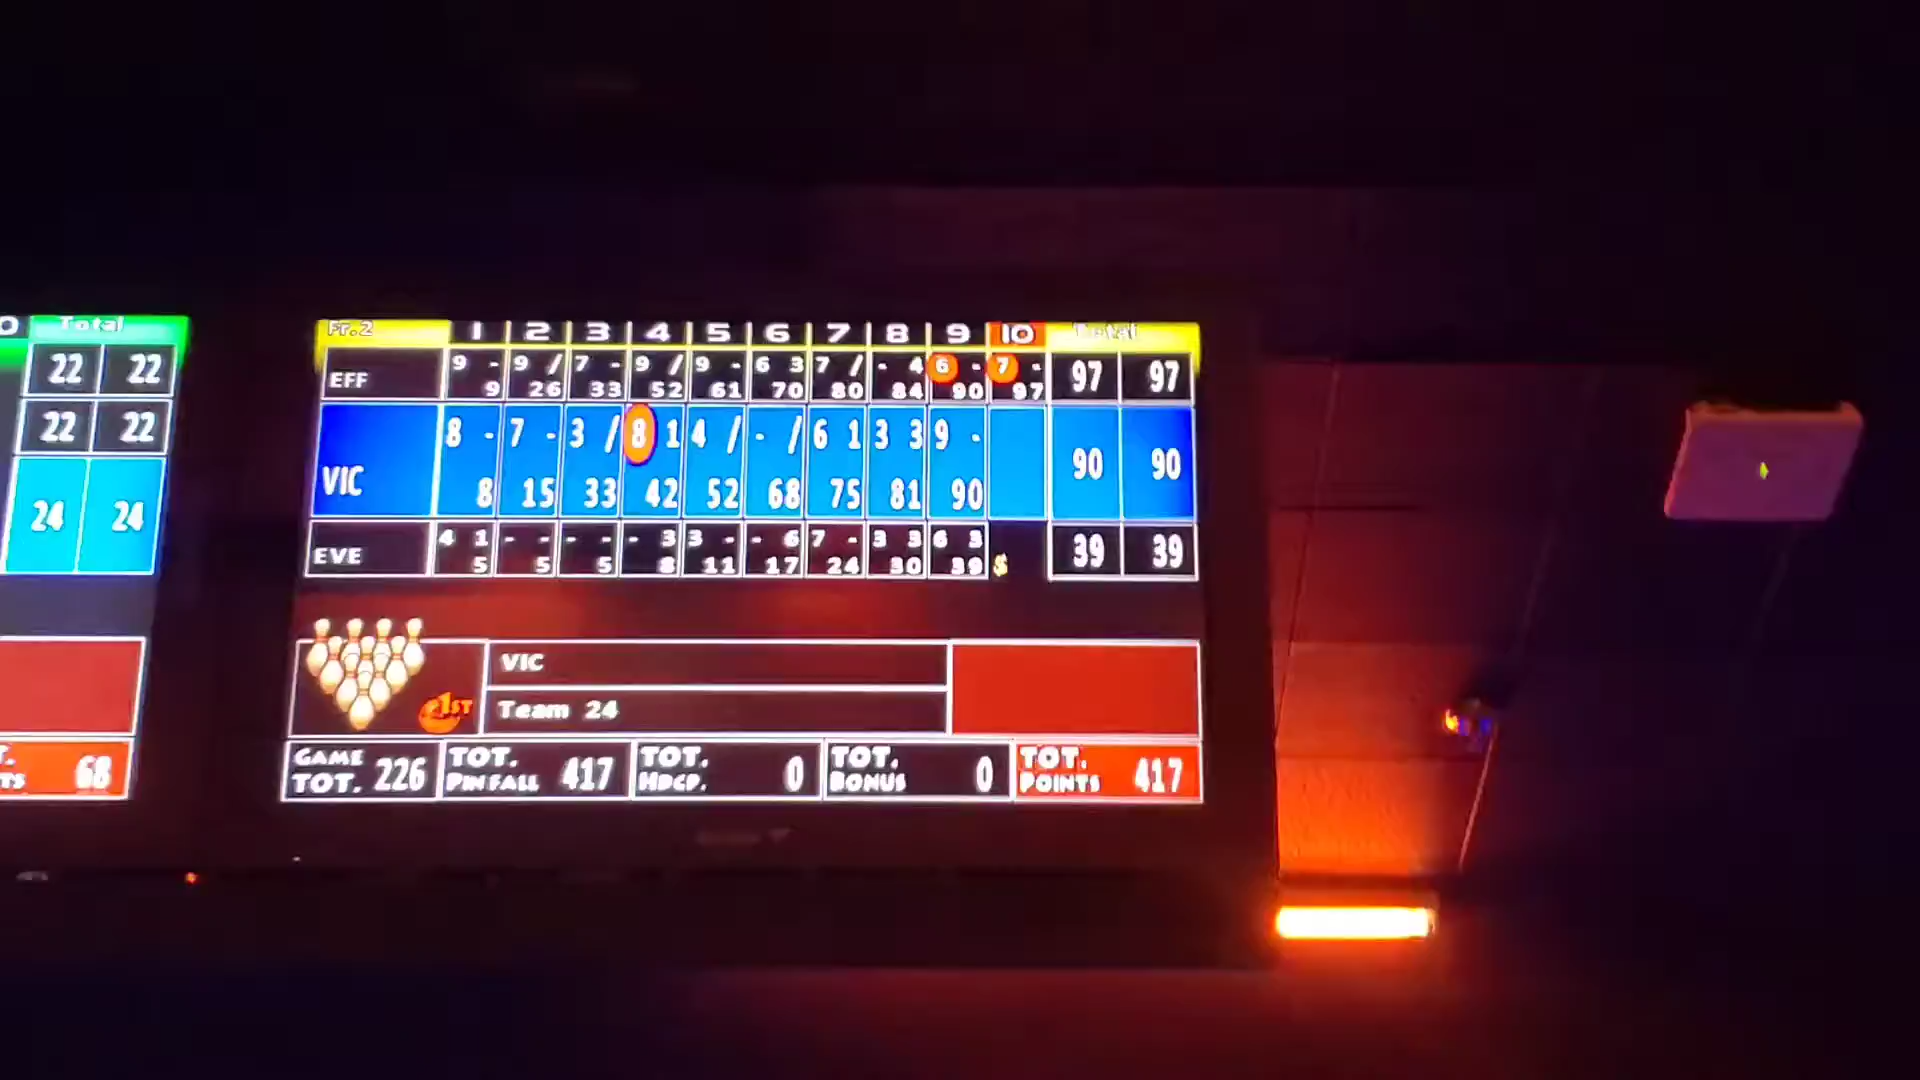 O Total
22 22
22 22
24 24
T.
TS 68
Fr.2 1 2 3 4 5 6 7 8 9 10 Total
EFF 9 - 9 / 7 - 9 / 9 - 6 3 7 / - 4 6 - 7 - 97 97
9 26 33 52 61 70 80 84 90 97
VIC 8 - 7 - 3 / 8 1 4 / - / 6 1 3 3 9 - 90 90
8 15 33 42 52 68 75 81 90
EVE 4 1 - - - - - 3 3 - - 6 7 - 3 3 6 3 39 39
5 5 5 8 11 17 24 30 39 $
1ST
VIC
Team 24
GAME TOT. 226
TOT. PINFALL 417
TOT. HDCP. 0
TOT. BONUS 0
TOT. POINTS 417